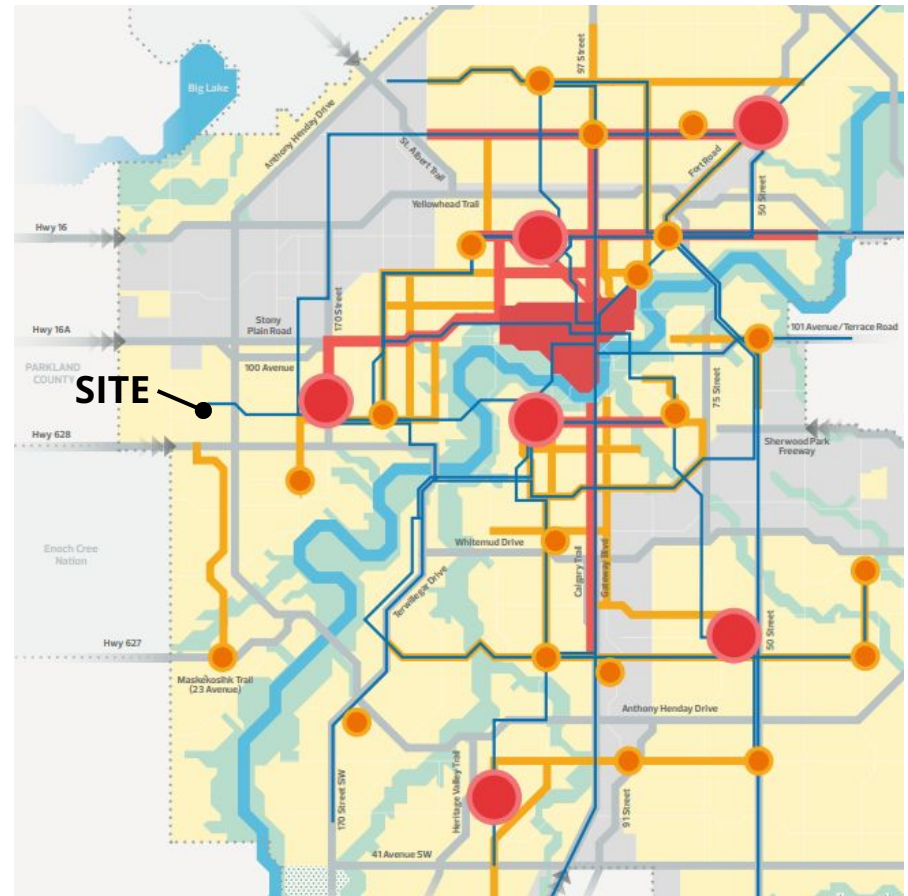 97 Street
Big Lake
Anthony Henday Drive
St. Albert Trail
Fort Road
50 Street
Yellowhead Trail
Hwy 16
170 Street
Stony
Plain Road
Hwy 16A
101 Avenue/Terrace Road
100 Avenue
PARKLAND
COUNTY
SITE
75 Street
Hwy 628
Sherwood Park
Freeway
Enoch Cree
Nation
Whitemud Drive
Calgary Trail
Gateway Blvd
Terwillegar Drive
50 Street
Hwy 627
Maskekosihk Trail
(23 Avenue)
Anthony Henday Drive
170 Street SW
Heritage Valley Trail
91 Street
41 Avenue SW